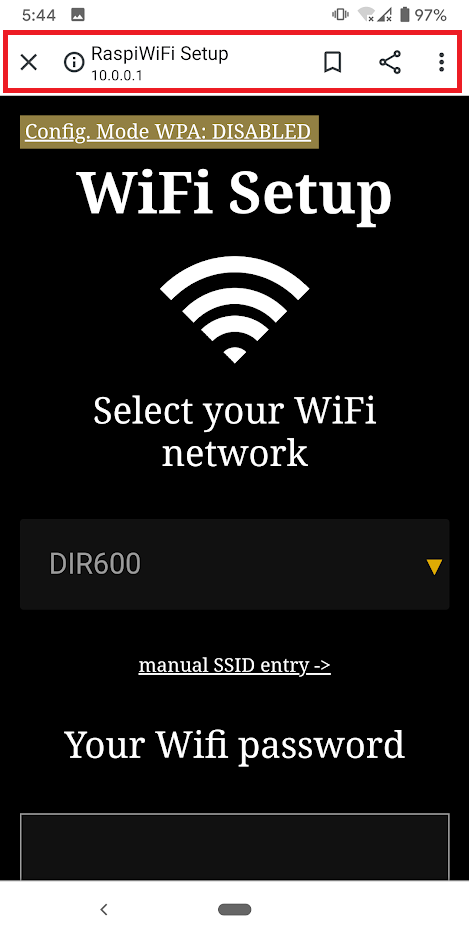 5:44
97%
RaspiWiFi Setup
10.0.0.1
Config. Mode WPA: DISABLED
WiFi Setup
Select your WiFi
network
DIR600
manual SSID entry ->
Your Wifi password